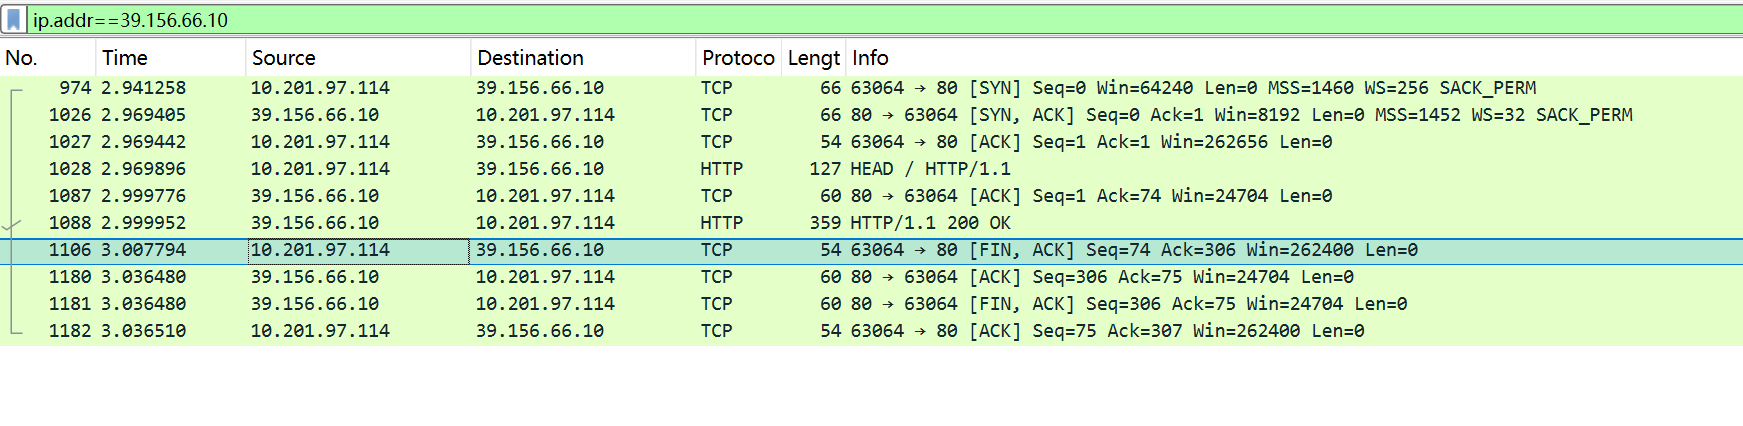 ip.addr==39.156.66.10
No. Time Source Destination Protoco Lengt Info
974 2.941258 10.201.97.114 39.156.66.10 TCP 66 63064 → 80 [SYN] Seq=0 Win=64240 Len=0 MSS=1460 WS=256 SACK_PERM
1026 2.969405 39.156.66.10 10.201.97.114 TCP 66 80 → 63064 [SYN, ACK] Seq=0 Ack=1 Win=8192 Len=0 MSS=1452 WS=32 SACK_PERM
1027 2.969442 10.201.97.114 39.156.66.10 TCP 54 63064 → 80 [ACK] Seq=1 Ack=1 Win=262656 Len=0
1028 2.969896 10.201.97.114 39.156.66.10 HTTP 127 HEAD / HTTP/1.1
1087 2.999776 39.156.66.10 10.201.97.114 TCP 60 80 → 63064 [ACK] Seq=1 Ack=74 Win=24704 Len=0
1088 2.999952 39.156.66.10 10.201.97.114 HTTP 359 HTTP/1.1 200 OK
1106 3.007794 10.201.97.114 39.156.66.10 TCP 54 63064 → 80 [FIN, ACK] Seq=74 Ack=306 Win=262400 Len=0
1180 3.036480 39.156.66.10 10.201.97.114 TCP 60 80 → 63064 [ACK] Seq=306 Ack=75 Win=24704 Len=0
1181 3.036480 39.156.66.10 10.201.97.114 TCP 60 80 → 63064 [FIN, ACK] Seq=306 Ack=75 Win=24704 Len=0
1182 3.036510 10.201.97.114 39.156.66.10 TCP 54 63064 → 80 [ACK] Seq=75 Ack=307 Win=262400 Len=0